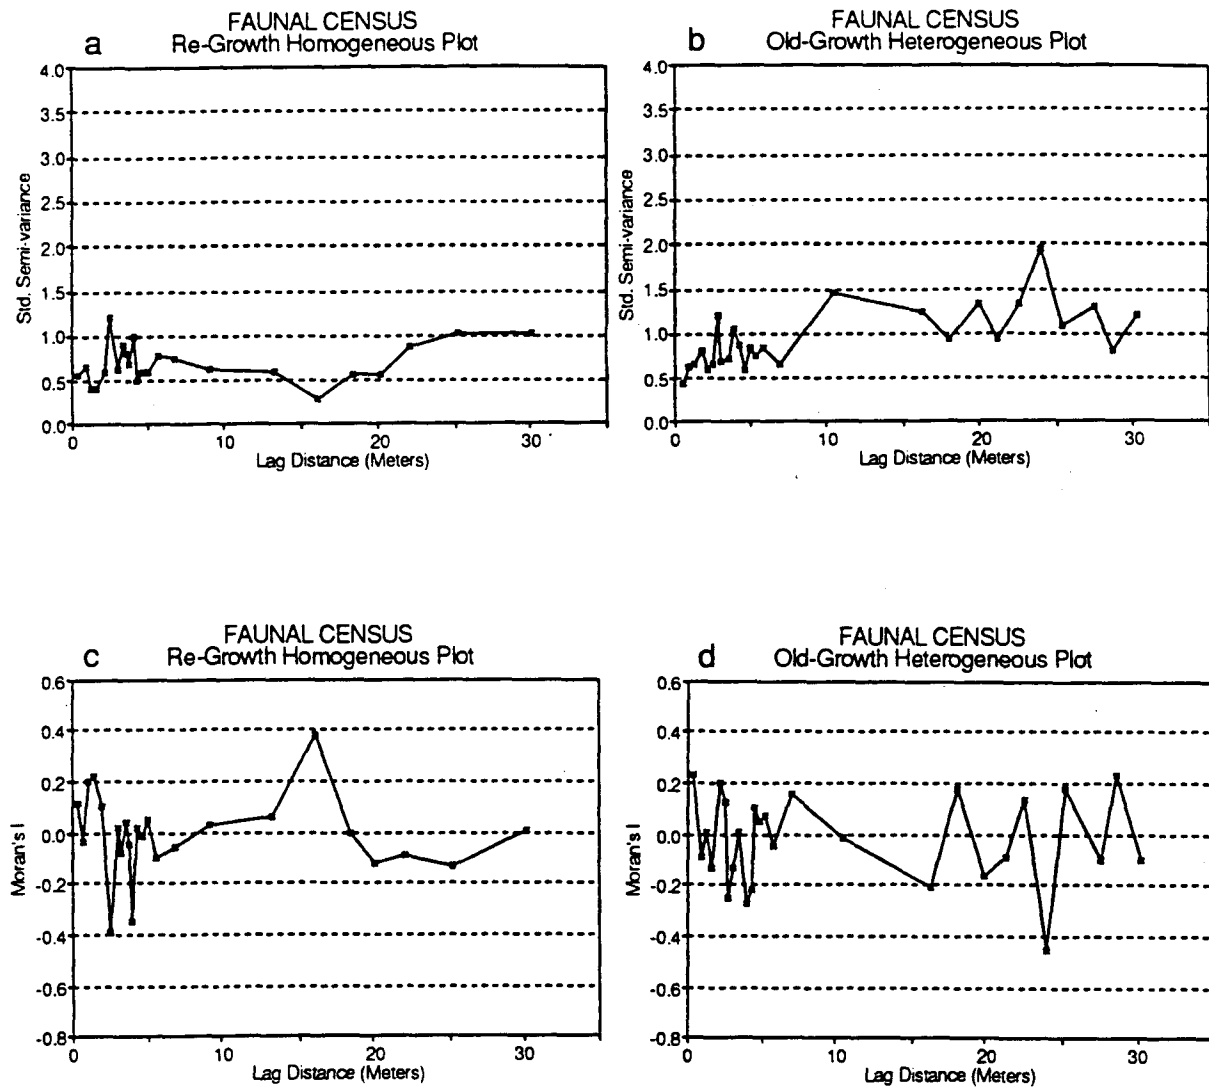 a
FAUNAL CENSUS
Re-Growth Homogeneous Plot
4.0
3.5
3.0
2.5
2.0
1.5
1.0
0.5
0.0
Std. Semi-variance
0 10 20 30
Lag Distance (Meters)
b
FAUNAL CENSUS
Old-Growth Heterogeneous Plot
4.0
3.5
3.0
2.5
2.0
1.5
1.0
0.5
0.0
Std. Semi-variance
0 10 20 30
Lag Distance (Meters)
c
FAUNAL CENSUS
Re-Growth Homogeneous Plot
0.6
0.4
0.2
0.0
-0.2
-0.4
-0.6
-0.8
Moran's I
0 10 20 30
Lag Distance (Meters)
d
FAUNAL CENSUS
Old-Growth Heterogeneous Plot
0.6
0.4
0.2
0.0
-0.2
-0.4
-0.6
-0.8
Moran's I
0 10 20 30
Lag Distance (Meters)